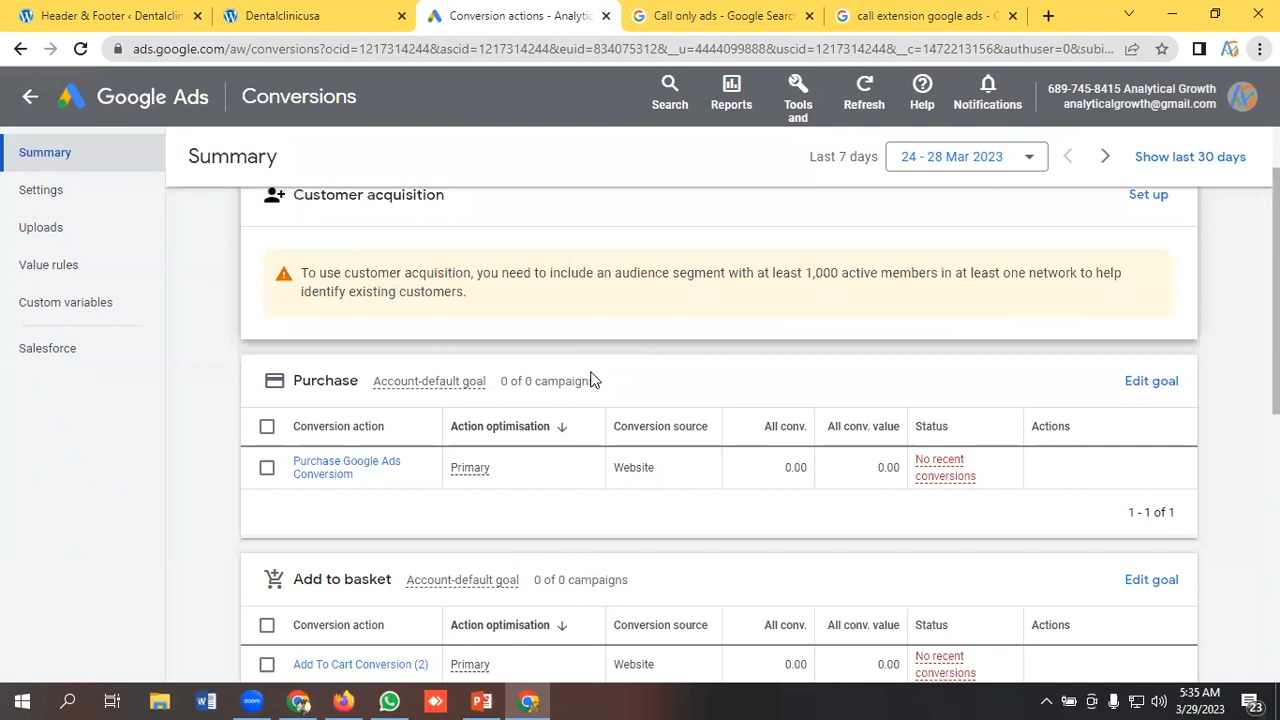 Header & Footer ‹ Dentalclin
Dentalclinicusa
Conversion actions - Analytic
Call only ads - Google Search
call extension google ads - G
ads.google.com/aw/conversions?ocid=1217314244&ascid=1217314244&euid=834075312&__u=4444099888&uscid=1217314244&__c=1472213156&authuser=0&subi...
Google Ads
Conversions
Search
Reports
Tools and
Refresh
Help
Notifications
689-745-8415 Analytical Growth
analyticalgrowth@gmail.com
Summary
Settings
Uploads
Value rules
Custom variables
Salesforce
Summary
Last 7 days
24 - 28 Mar 2023
Show last 30 days
Customer acquisition
Set up
To use customer acquisition, you need to include an audience segment with at least 1,000 active members in at least one network to help
identify existing customers.
Purchase Account-default goal 0 of 0 campaigns
Edit goal
Conversion action Action optimisation Conversion source All conv. All conv. value Status Actions
Purchase Google Ads Conversiom Primary Website 0.00 0.00 No recent conversions
1 - 1 of 1
Add to basket Account-default goal 0 of 0 campaigns
Edit goal
Conversion action Action optimisation Conversion source All conv. All conv. value Status Actions
Add To Cart Conversion (2) Primary Website 0.00 0.00 No recent conversions
5:35 AM
3/29/2023
23